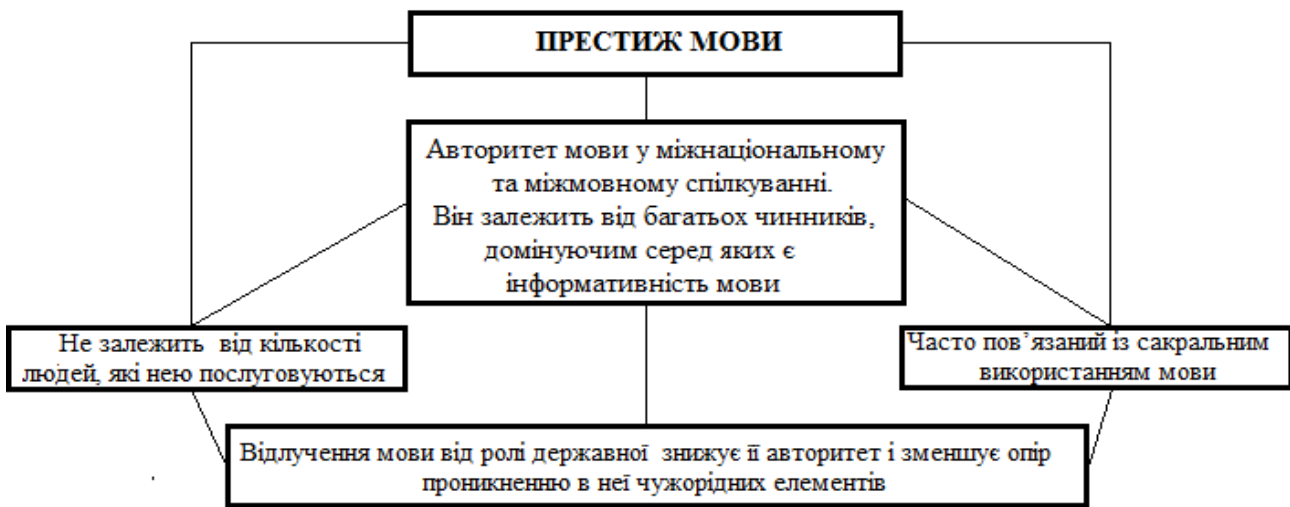 ПРЕСТИЖ МОВИ
Авторитет мови у міжнаціональному
та міжмовному спілкуванні.
Він залежить від багатьох чинників,
домінуючим серед яких є
інформативність мови
Не залежить від кількості
людей, які нею послуговуються
Часто пов’язаний із сакральним
використанням мови
Відлучення мови від ролі державної знижує її авторитет і зменшує опір
проникненню в неї чужорідних елементів